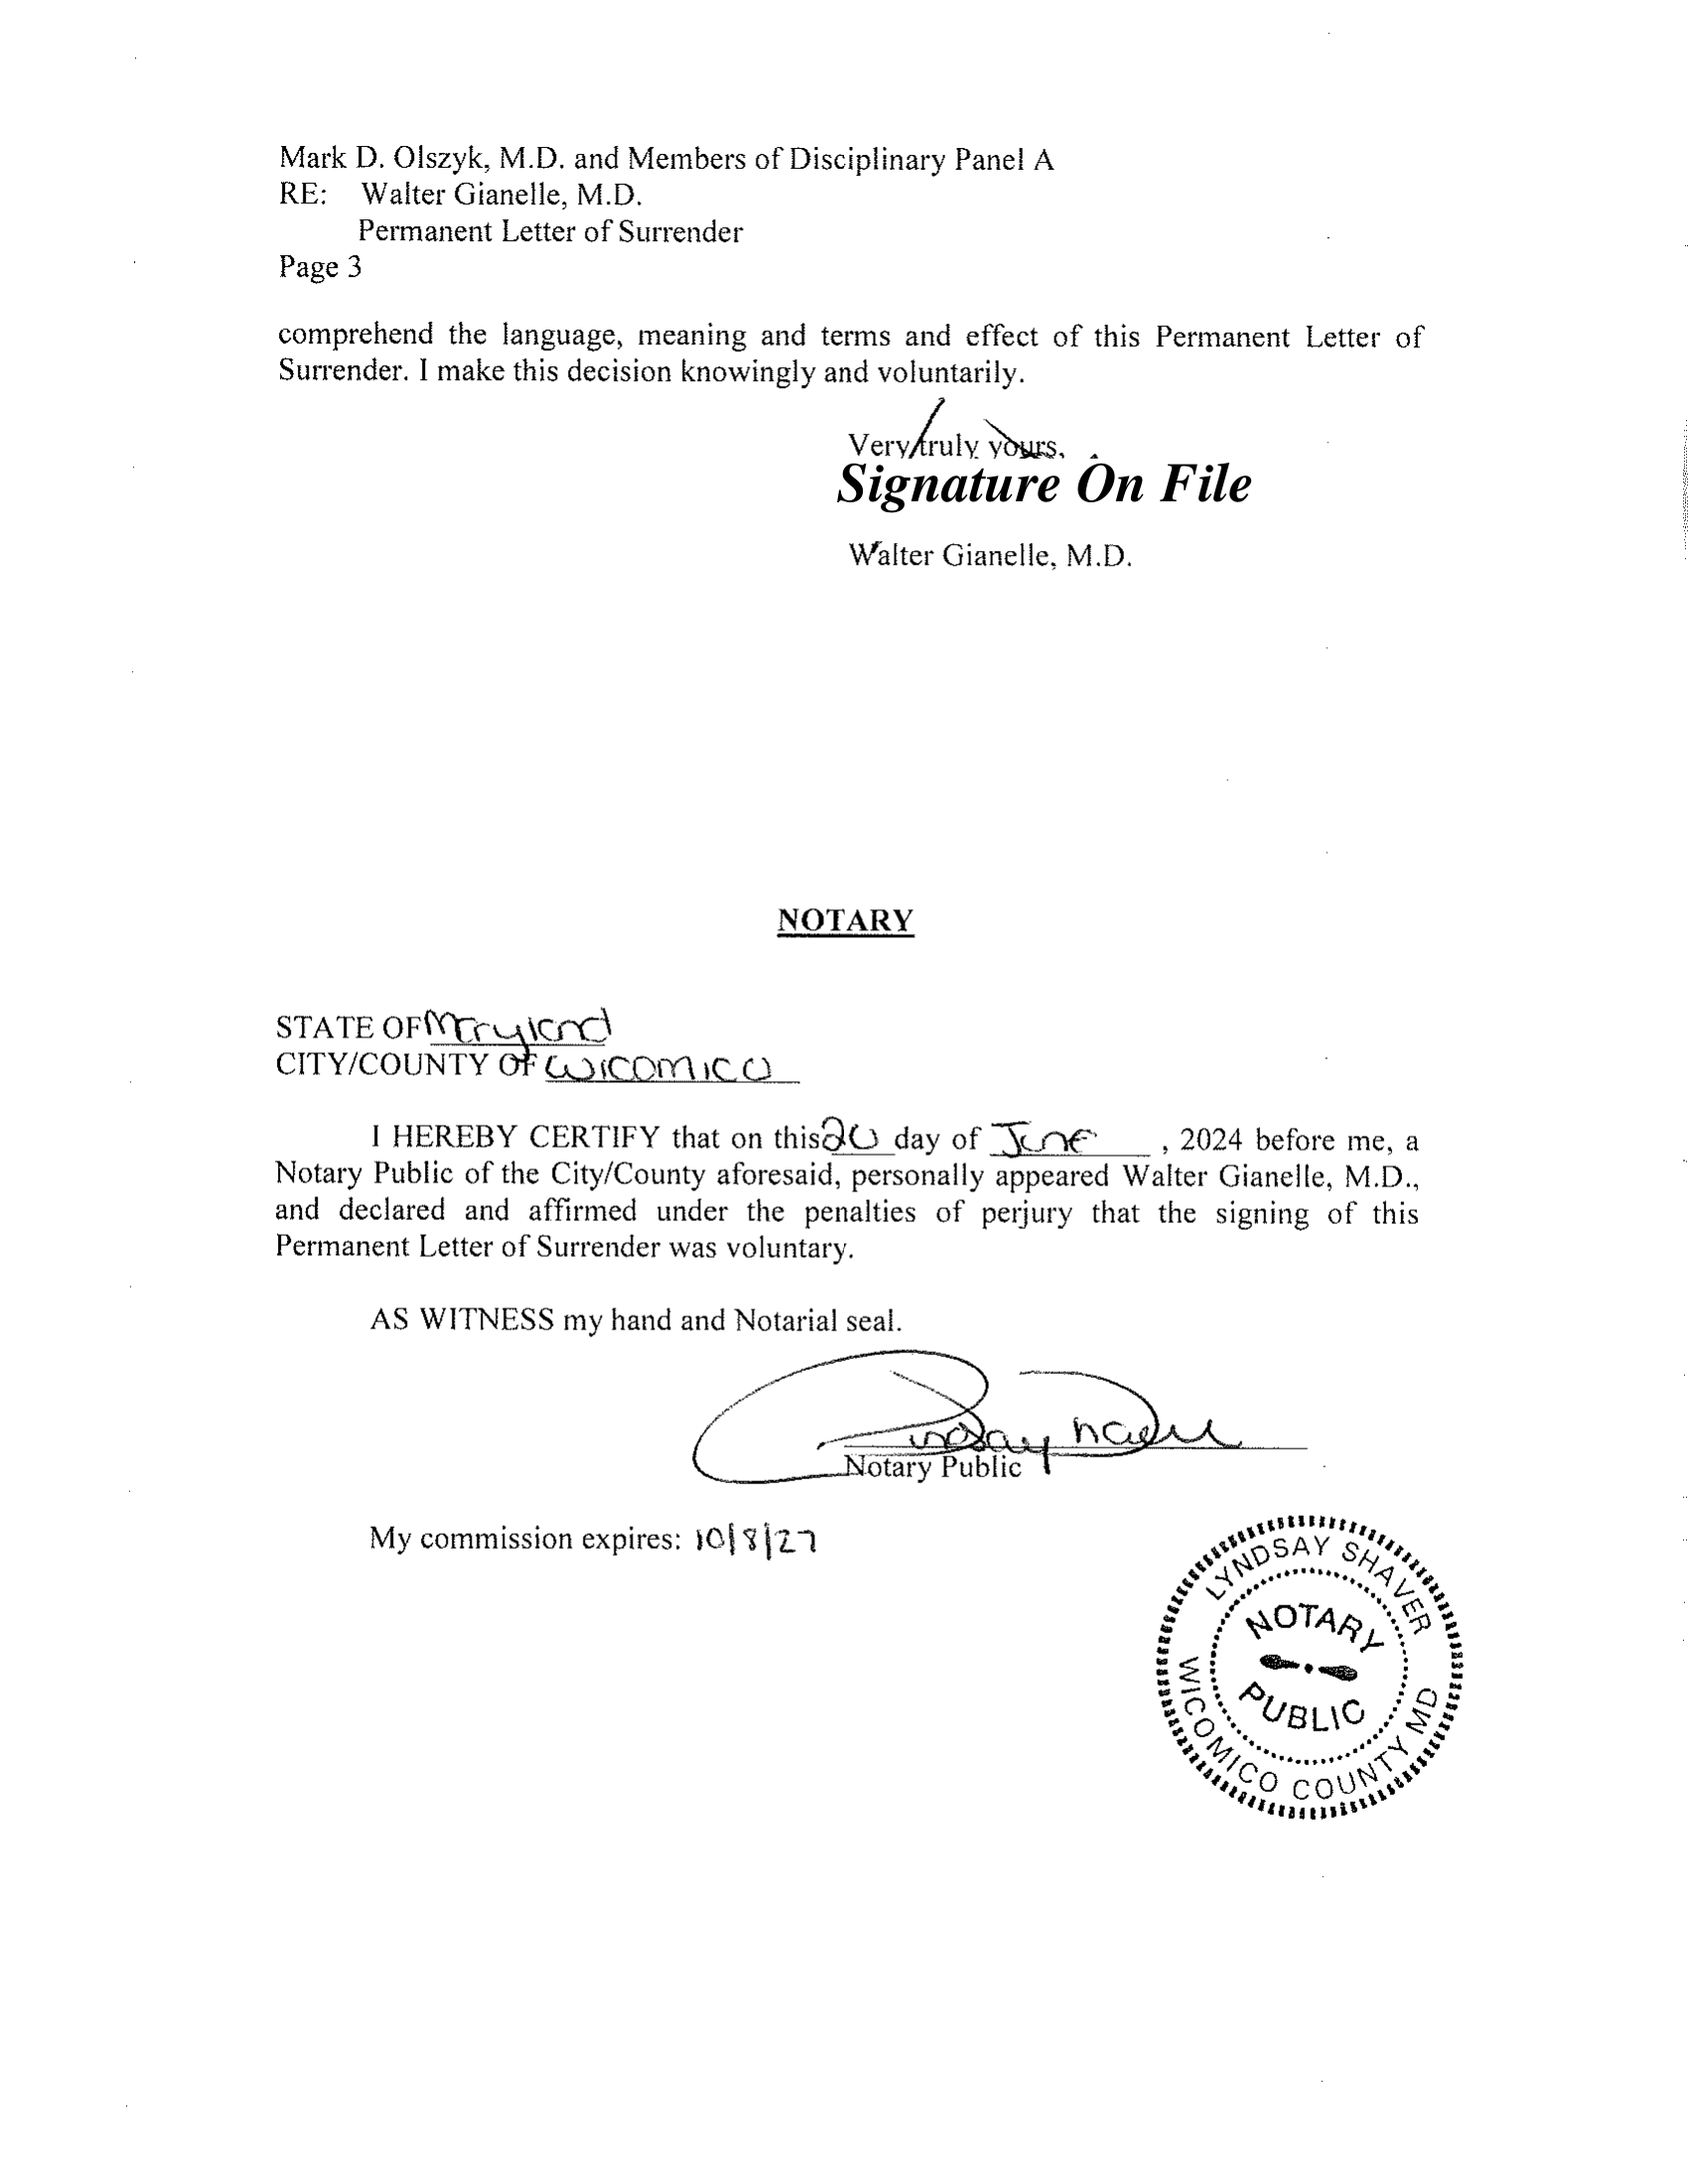 Mark D. Olszyk, M.D. and Members of Disciplinary Panel A
RE: Walter Gianelle, M.D.
Permanent Letter of Surrender
Page 3
comprehend the language, meaning and terms and effect of this Permanent Letter of
Surrender. I make this decision knowingly and voluntarily.
Very truly yours,
Signature On File
Walter Gianelle, M.D.
NOTARY
STATE OF Maryland
CITY/COUNTY OF Wicomico
I HEREBY CERTIFY that on this 20 day of June , 2024 before me, a
Notary Public of the City/County aforesaid, personally appeared Walter Gianelle, M.D.,
and declared and affirmed under the penalties of perjury that the signing of this
Permanent Letter of Surrender was voluntary.
AS WITNESS my hand and Notarial seal.
Notary Public
My commission expires: 10/8/27
LYNDSAY SHAVER
NOTARY
PUBLIC
WICOMICO COUNTY MD